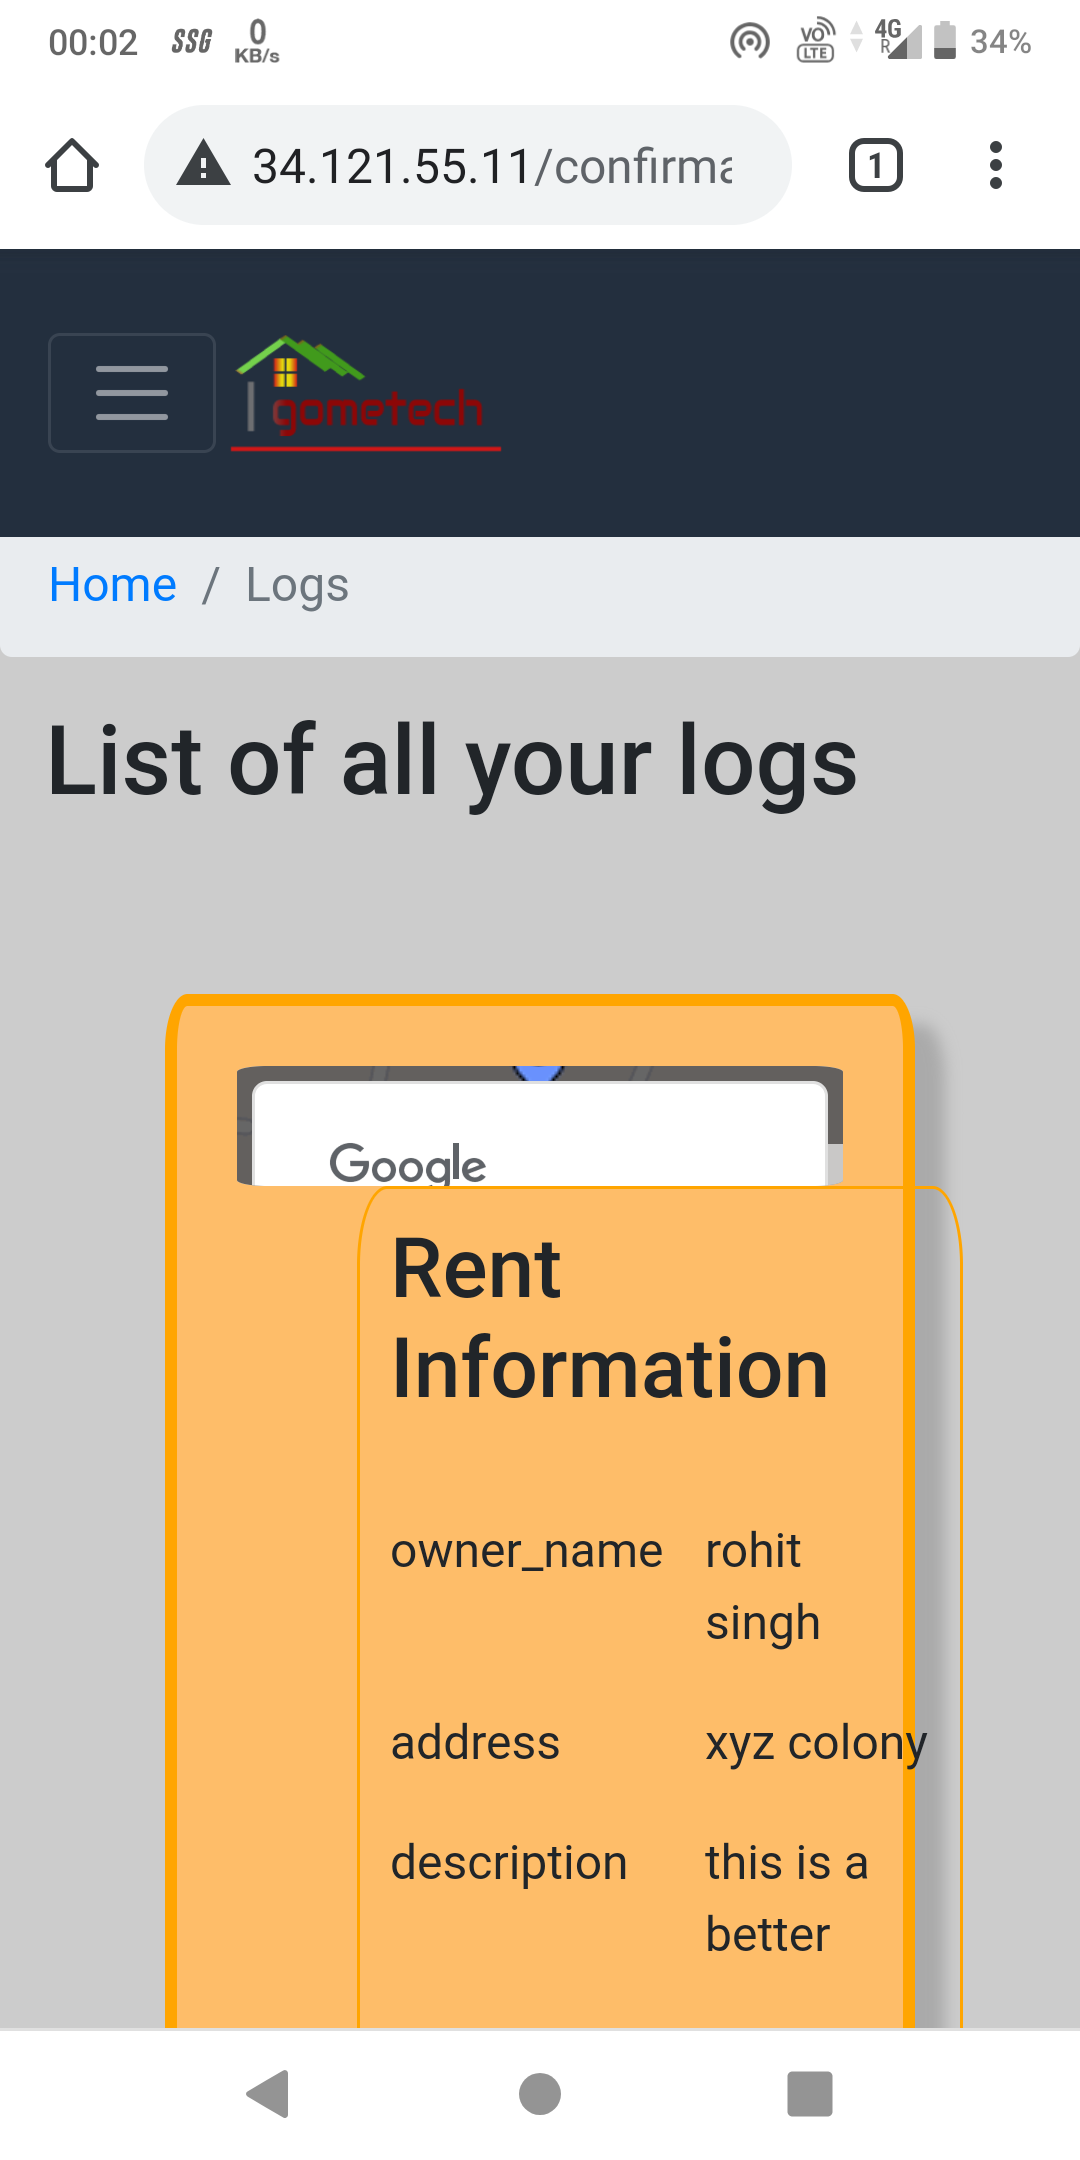 00:02 SSG 0 KB/s VO LTE 4G R 34%
34.121.55.11/confirma 1
gometech
Home / Logs
List of all your logs
Google
Rent
Information
owner_name rohit
singh
address xyz colony
description this is a
better